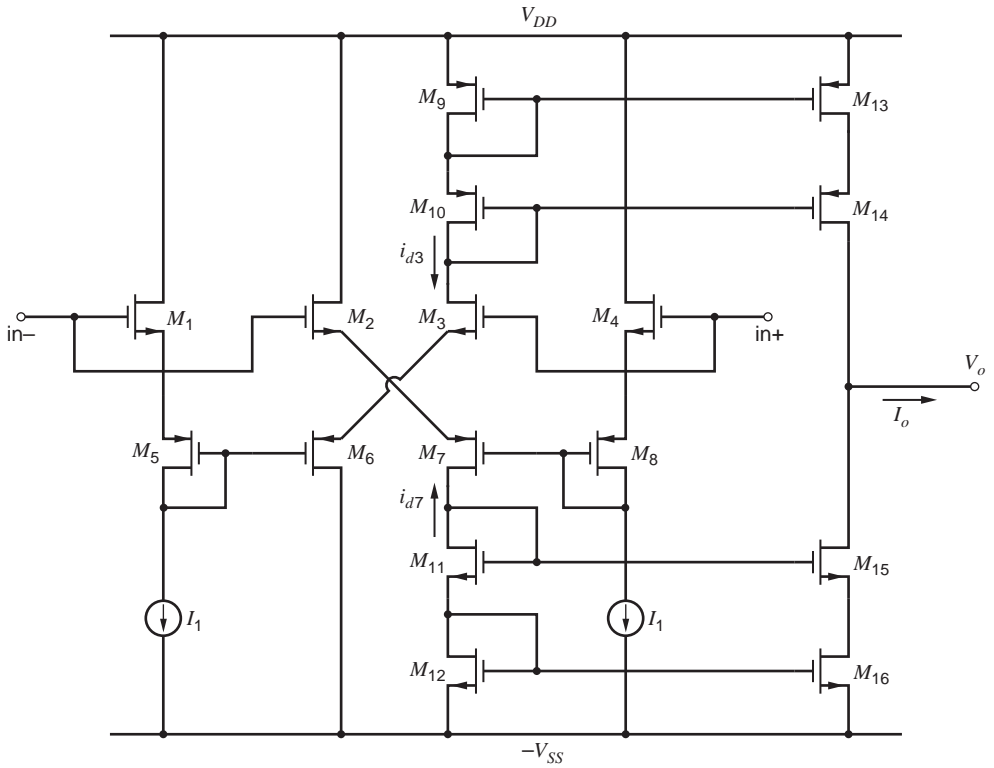 V_DD
M_9
M_13
M_10
M_14
i_d3
in–
M_1
M_2
M_3
M_4
in+
V_o
I_o
M_5
M_6
M_7
M_8
i_d7
M_11
M_15
I_1
I_1
M_12
M_16
–V_SS